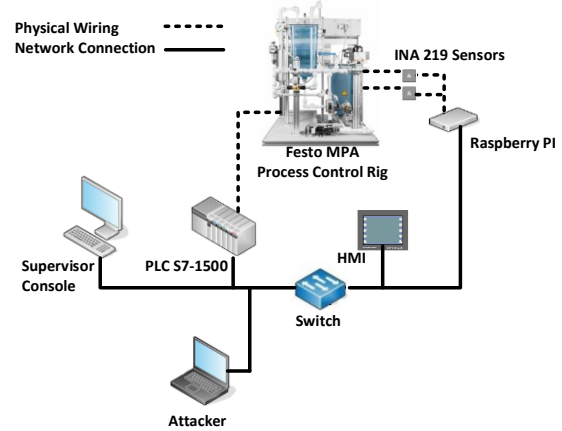 Physical Wiring
Network Connection
INA 219 Sensors
Raspberry PI
Festo MPA
Process Control Rig
Supervisor
Console
PLC S7-1500
HMI
Switch
Attacker